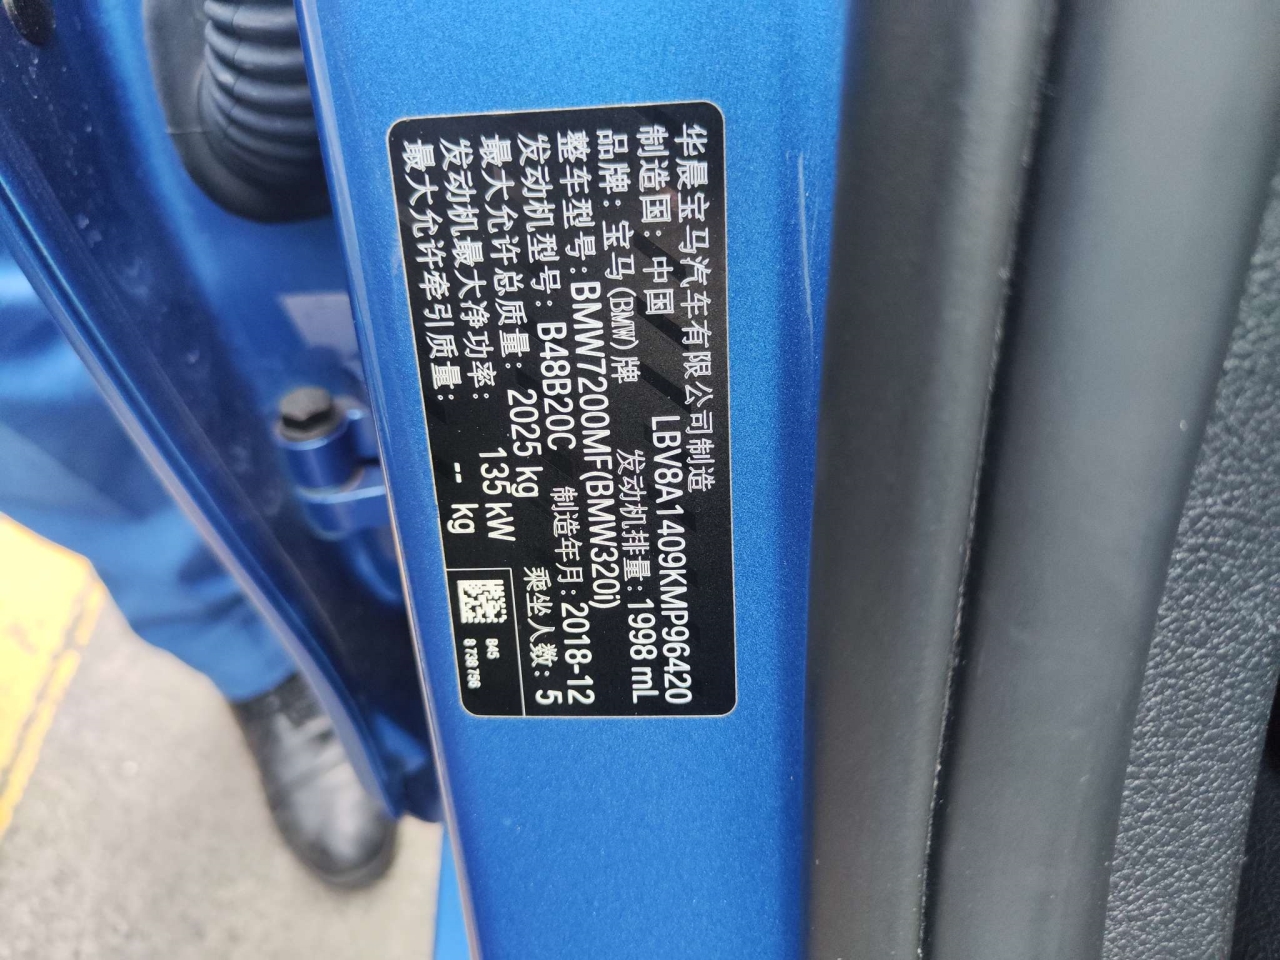 华晨宝马汽车有限公司制造
制造国：中国 LBV8A1409KMP96420
品牌：宝马(BMW)牌 发动机排量：1998 mL
整车型号：BMW7200MF(BMW320i)
发动机型号：B48B20C 制造年月：2018-12
最大允许总质量：2025 kg 乘坐人数：5
发动机最大净功率：135 kW
最大允许牵引质量：-- kg
B45
8 738 756